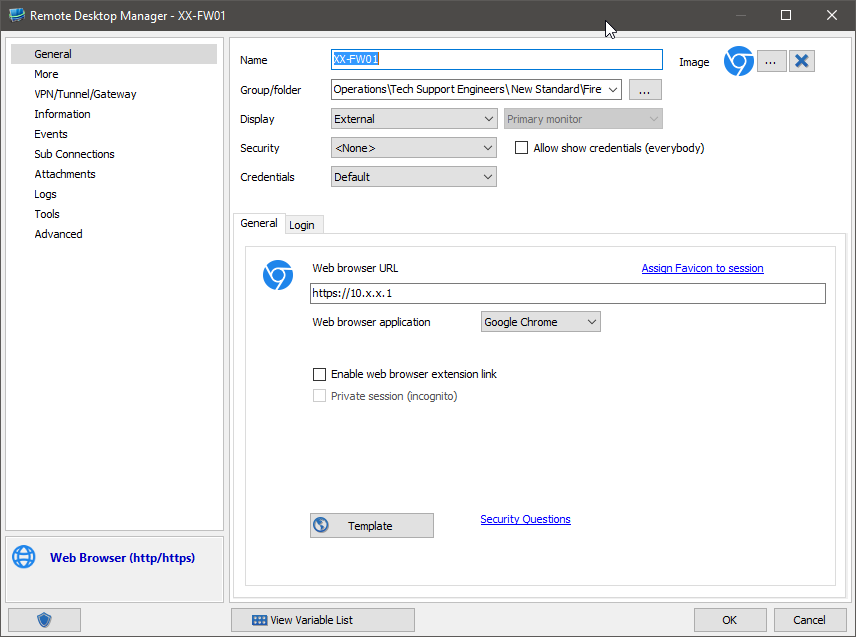 Remote Desktop Manager - XX-FW01
General
More
VPN/Tunnel/Gateway
Information
Events
Sub Connections
Attachments
Logs
Tools
Advanced
Web Browser (http/https)
Name XX-FW01 Image ...
Group/folder Operations\Tech Support Engineers\ New Standard\Fire ...
Display External Primary monitor
Security <None> Allow show credentials (everybody)
Credentials Default
General Login
Web browser URL Assign Favicon to session
https://10.x.x.1
Web browser application Google Chrome
Enable web browser extension link
Private session (incognito)
Template Security Questions
View Variable List OK Cancel